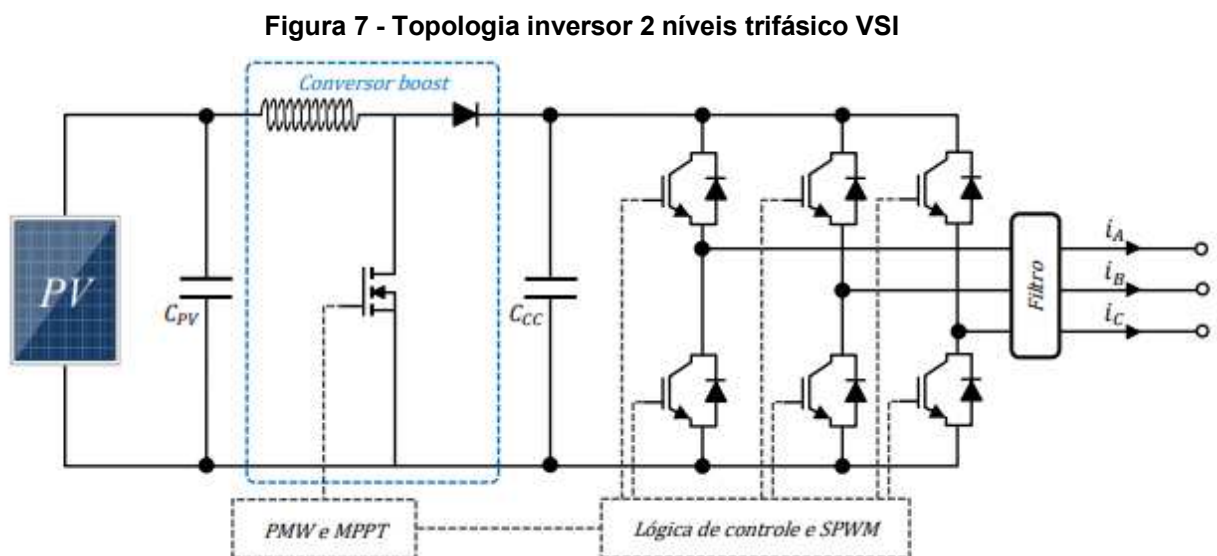 Figura 7 - Topologia inversor 2 níveis trifásico VSI
Conversor boost
PV
C_PV
C_CC
Filtro
i_A
i_B
i_C
PMW e MPPT
Lógica de controle e SPWM